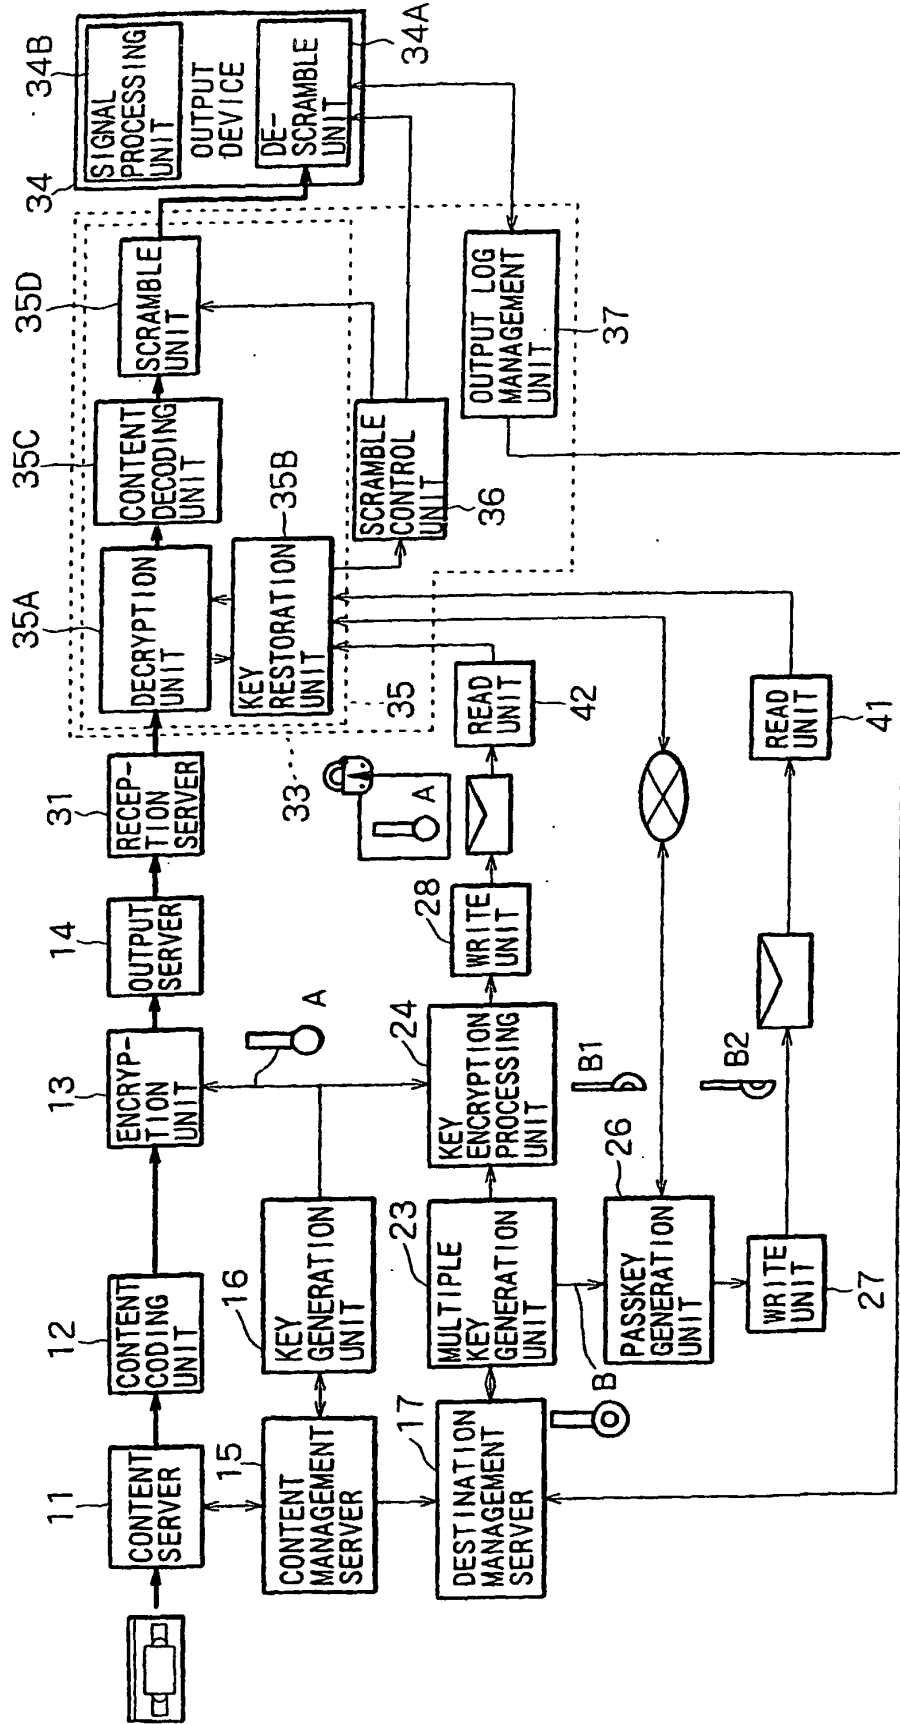 11
CONTENT
SERVER
12
CONTENT
CODING
UNIT
13
ENCRYP-
TION
UNIT
14
OUTPUT
SERVER
31
RECEP-
TION
SERVER
35A
DECRYPTION
UNIT
35C
CONTENT
DECODING
UNIT
35D
SCRAMBLE
UNIT
34
34B
SIGNAL
PROCESSING
UNIT
OUTPUT
DEVICE
DE-
SCRAMBLE
UNIT
34A
15
CONTENT
MANAGEMENT
SERVER
16
KEY
GENERATION
UNIT
A
KEY
RESTORATION
UNIT
35B
35
33
SCRAMBLE
CONTROL
UNIT
36
OUTPUT LOG
MANAGEMENT
UNIT
37
17
DESTINATION
MANAGEMENT
SERVER
23
MULTIPLE
KEY
GENERATION
UNIT
24
KEY
ENCRYPTION
PROCESSING
UNIT
28
WRITE
UNIT
A
READ
UNIT
42
B
26
PASSKEY
GENERATION
UNIT
B1
B2
WRITE
UNIT
27
READ
UNIT
41